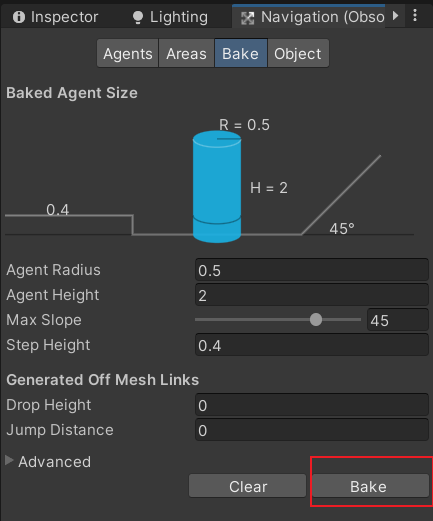 Inspector Lighting Navigation (Obso
Agents Areas Bake Object
Baked Agent Size
R = 0.5
H = 2
0.4
45°
Agent Radius 0.5
Agent Height 2
Max Slope 45
Step Height 0.4
Generated Off Mesh Links
Drop Height 0
Jump Distance 0
Advanced
Clear Bake